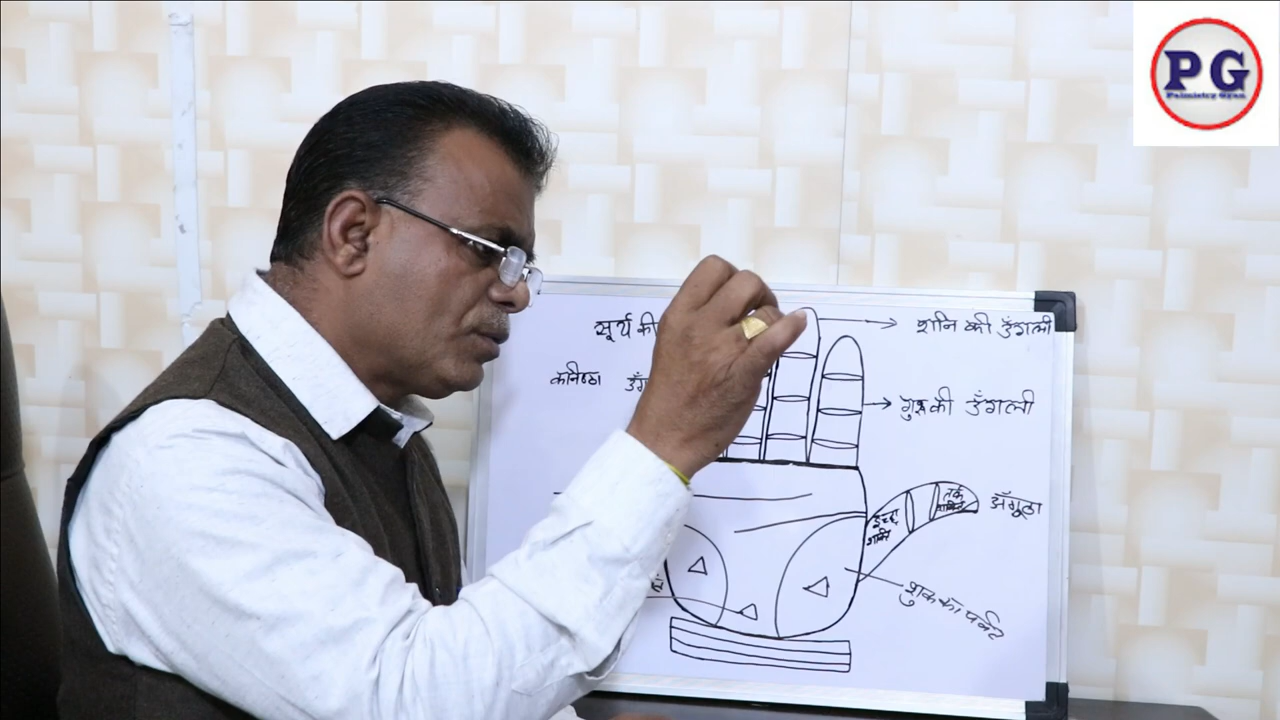 PG
Palmistry Gyan
सूर्य की
शनि की उँगली
कनिष्ठा उँग
गुरू की उँगली
तर्क
शक्ति
अँगूठा
इच्छा
शक्ति
शुक्र का पर्वत